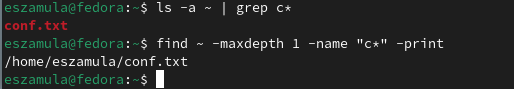 eszamula@fedora:~$ ls -a ~ | grep c*
conf.txt
eszamula@fedora:~$ find ~ -maxdepth 1 -name "c*" -print
/home/eszamula/conf.txt
eszamula@fedora:~$